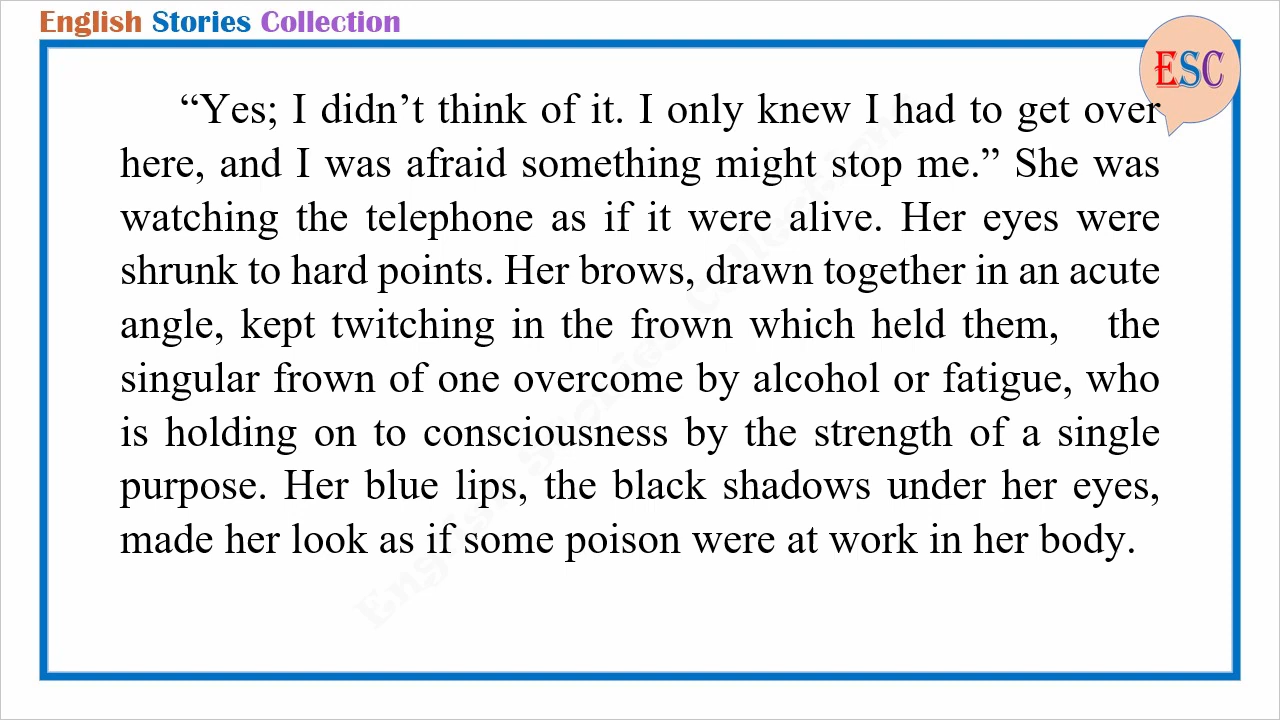 English Stories Collection
ESC
“Yes; I didn’t think of it. I only knew I had to get over
here, and I was afraid something might stop me.” She was
watching the telephone as if it were alive. Her eyes were
shrunk to hard points. Her brows, drawn together in an acute
angle, kept twitching in the frown which held them, the
singular frown of one overcome by alcohol or fatigue, who
is holding on to consciousness by the strength of a single
purpose. Her blue lips, the black shadows under her eyes,
made her look as if some poison were at work in her body.
English Stories Collection